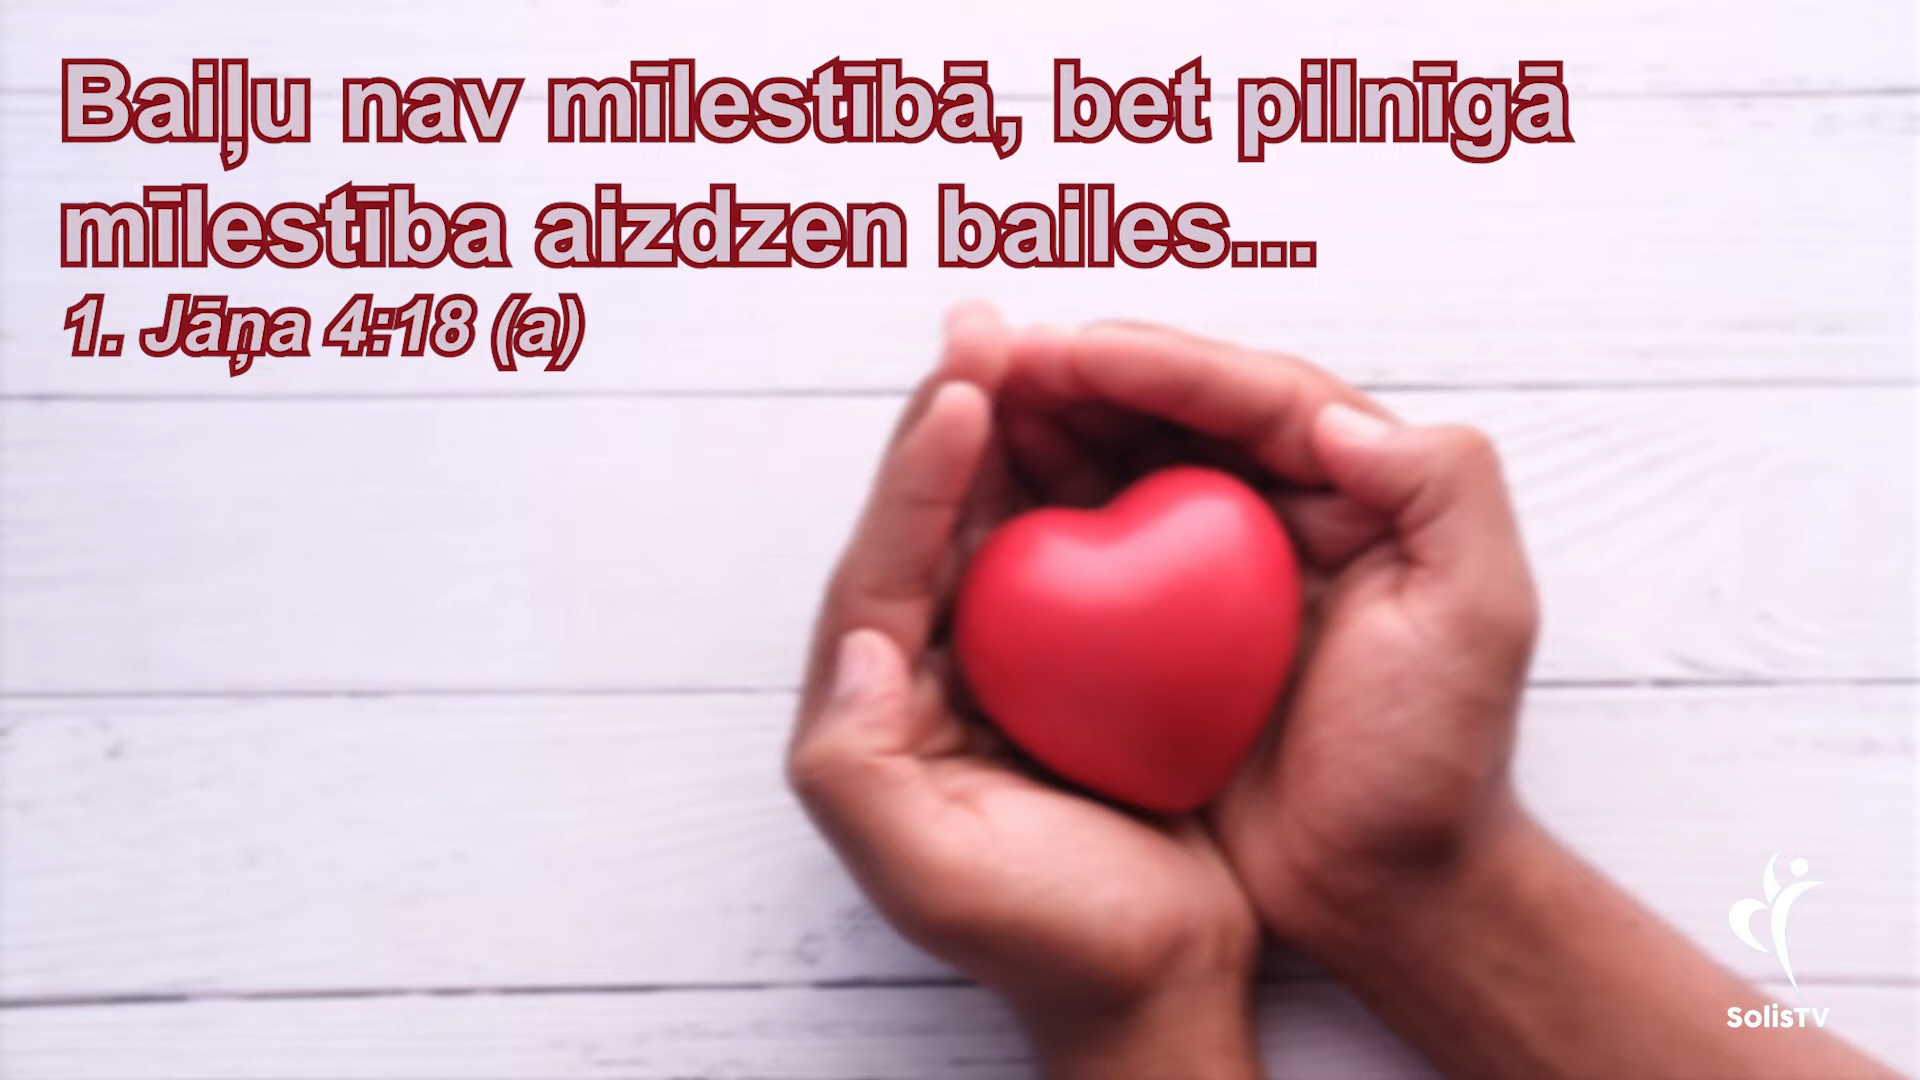 Baiļu nav mīlestībā, bet pilnīgā
mīlestība aizdzen bailes...
1. Jāņa 4:18 (a)
SolisTV